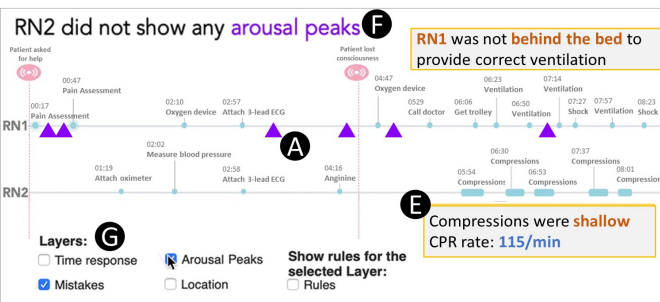 RN2 did not show any arousal peaks
F
RN1 was not behind the bed to
provide correct ventilation
Patient asked
for help
Patient lost
consciousness
00:47
Pain Assessment
04:47
Oxygen device
06:23
Ventilation
07:14
Ventilation
00:17
Pain Assessment
02:10
Oxygen device
02:57
Attach 3-lead ECG
0529
Call doctor
06:06
Get trolley
06:50
Ventilation
07:27
Shock
07:57
Ventilation
08:23
Shock
RN1
A
02:02
Measure blood pressure
06:30
Compressions
07:37
Compressions
01:19
Attach oximeter
02:58
Attach 3-lead ECG
04:16
Anginine
05:54
Compressions
06:53
Compressions
08:01
Compression
RN2
E
Compressions were shallow
CPR rate: 115/min
Layers:
G
Time response
Arousal Peaks
Show rules for the
selected Layer:
Mistakes
Location
Rules